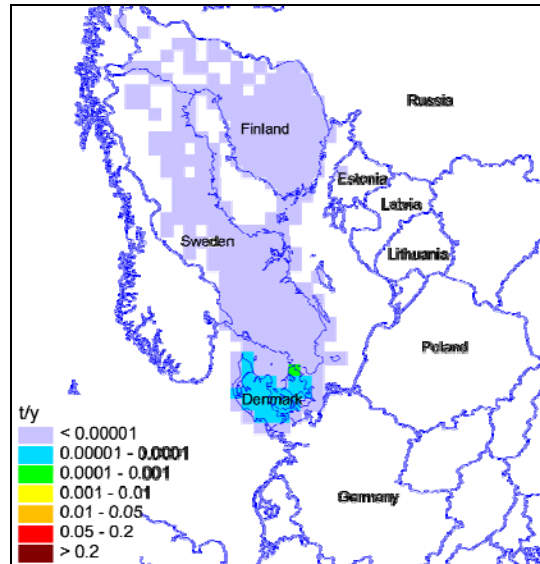 Russia
Finland
Estonia
Latvia
Sweden
Lithuania
Poland
Denmark
t/y
< 0.00001
0.00001 - 0.0001
0.0001 - 0.001
0.001 - 0.01
Germany
0.01 - 0.05
0.05 - 0.2
> 0.2